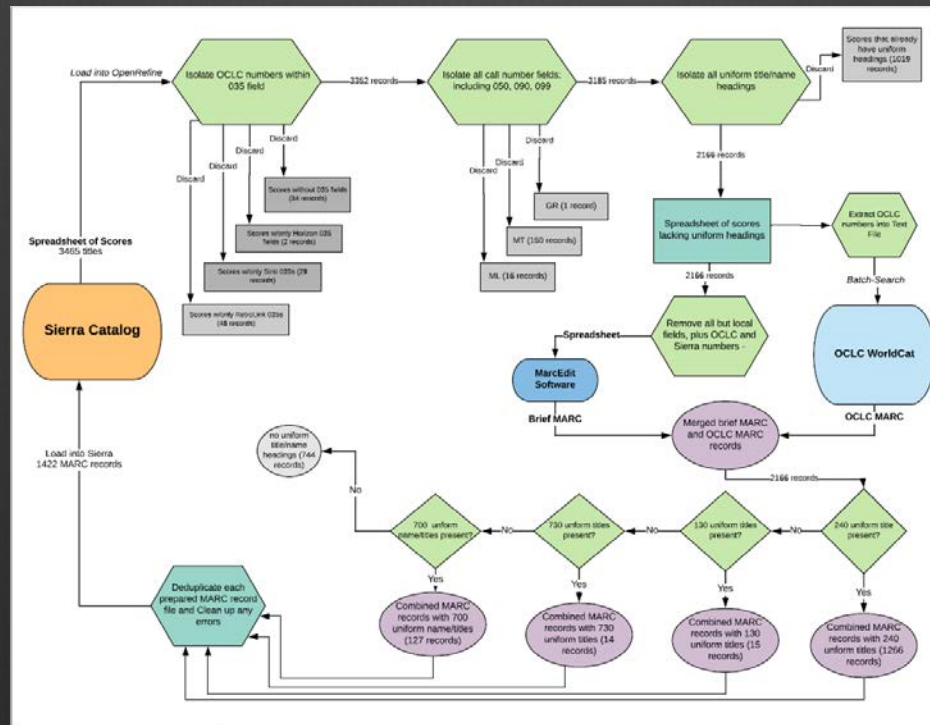 Load into OpenRefine
Isolate OCLC numbers within
035 field
3352 records
Isolate all call number fields:
including 050, 090, 099
3185 records
Isolate all uniform title/name
headings
Discard
Scores that already
have uniform
headings (1019
records)
Discard
Discard
Discard
Discard
Scores without 035 fields
(34 records)
Scores w/only Horizon 035
fields (2 records)
Scores w/only Sirsi 035s (29
records)
Scores w/only RetroLink 035s
(48 records)
Discard
Discard
Discard
GR (1 record)
MT (150 records)
ML (16 records)
2166 records
Spreadsheet of scores
lacking uniform headings
Extract OCLC
numbers into Text
File
Batch-Search
Spreadsheet of Scores
3465 titles
Sierra Catalog
2166 records
Remove all but local
fields, plus OCLC and
Sierra numbers -
Spreadsheet
MarcEdit
Software
Brief MARC
OCLC WorldCat
OCLC MARC
Merged brief MARC
and OCLC MARC
records
2166 records
Load into Sierra
1422 MARC records
no uniform
title/name
headings (744
records)
No
700 uniform
name/titles present?
No
730 uniform titles
present?
No
130 uniform titles
present?
No
240 uniform title
present?
Yes
Yes
Yes
Yes
Deduplicate each
prepared MARC record
file and Clean up any
errors
Combined MARC
records with 700
uniform name/titles
(127 records)
Combined MARC
records with 730
uniform titles (14
records)
Combined MARC
records with 130
uniform titles (15
records)
Combined MARC
records with 240
uniform titles (1266
records)